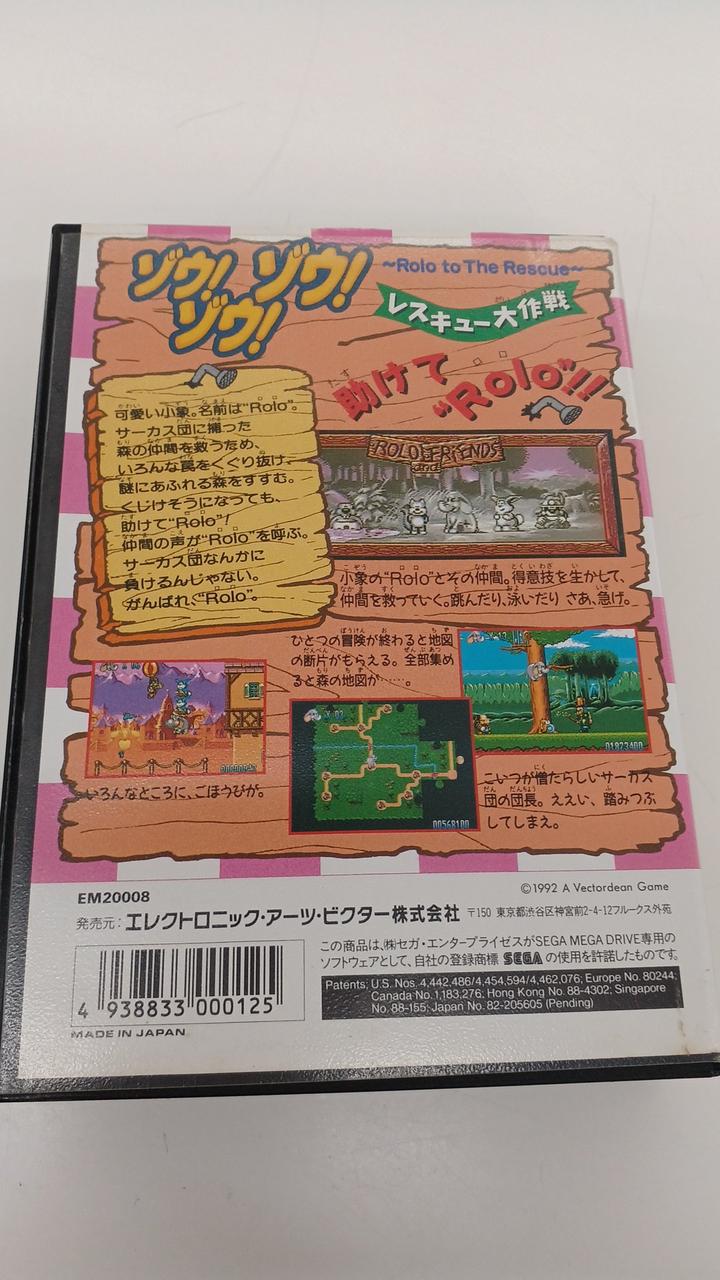 ゾウ! ゾウ!
ゾウ!
~Rolo to The Rescue~
レスキュー大作戦
助けて
"Rolo"!!
可愛い小象。名前は"Rolo"。
サーカス団に捕った
森の仲間を救うため、
いろんな罠をくぐり抜け、
謎にあふれる森をすすむ。
くじけそうになっても、
助けて"Rolo"!
仲間の声が"Rolo"を呼ぶ。
サーカス団なんかに
負けるんじゃない。
がんばれ、"Rolo"。
ROLO and FRIENDS
小象の"Rolo"とその仲間。得意技を生かして、
仲間を救っていく。跳んだり、泳いだり さあ、急げ。
ひとつの冒険が終わると地図
の断片がもらえる。全部集め
ると森の地図が……。
01823400
00568100
いろんなところに、ごほうびが。
こいつが憎たらしいサーカス
団の団長。ええい、踏みつぶ
してしまえ。
EM20008
©1992 A Vectordean Game
発売元:エレクトロニック・アーツ・ビクター株式会社 〒150 東京都渋谷区神宮前2-4-12フルークス外苑
この商品は、㈱セガ・エンタープライゼスがSEGA MEGA DRIVE専用の
ソフトウェアとして、自社の登録商標 SEGA の使用を許諾したものです。
Patents; U.S. Nos. 4,442,486/4,454,594/4,462,076; Europe No. 80244;
Canada No. 1,183,276; Hong Kong No. 88-4302; Singapore
No. 88-155; Japan No. 82-205605 (Pending)
4 938833 000125
MADE IN JAPAN